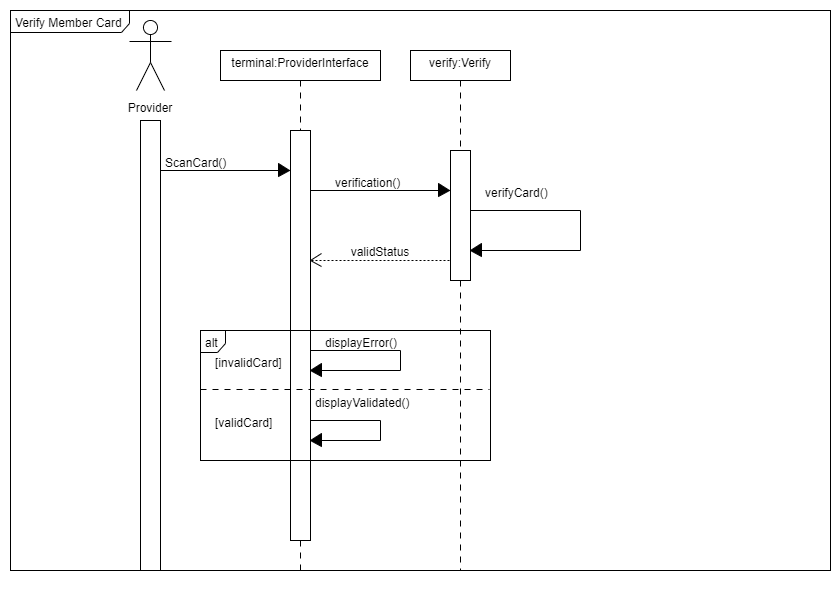 Verify Member Card
terminal:ProviderInterface
verify:Verify
Provider
ScanCard()
verification()
verifyCard()
validStatus
alt
displayError()
[invalidCard]
displayValidated()
[validCard]